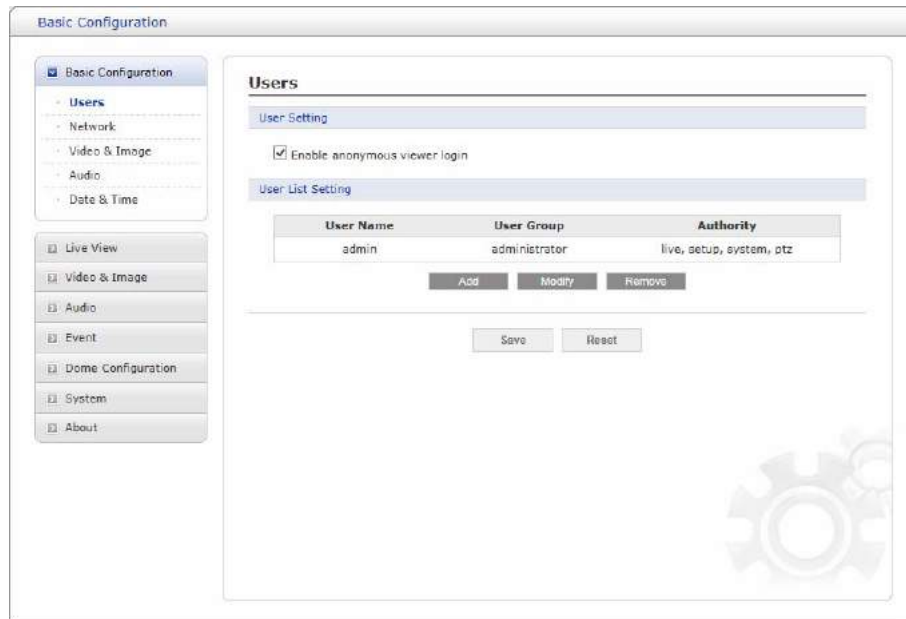 Basic Configuration
Basic Configuration
Users
Network
Video & Image
Audio
Date & Time
Live View
Video & Image
Audio
Event
Dome Configuration
System
About
Users
User Setting
Enable anonymous viewer login
User List Setting
User Name User Group Authority
admin administrator live, setup, system, ptz
Add Modify Remove
Save Reset